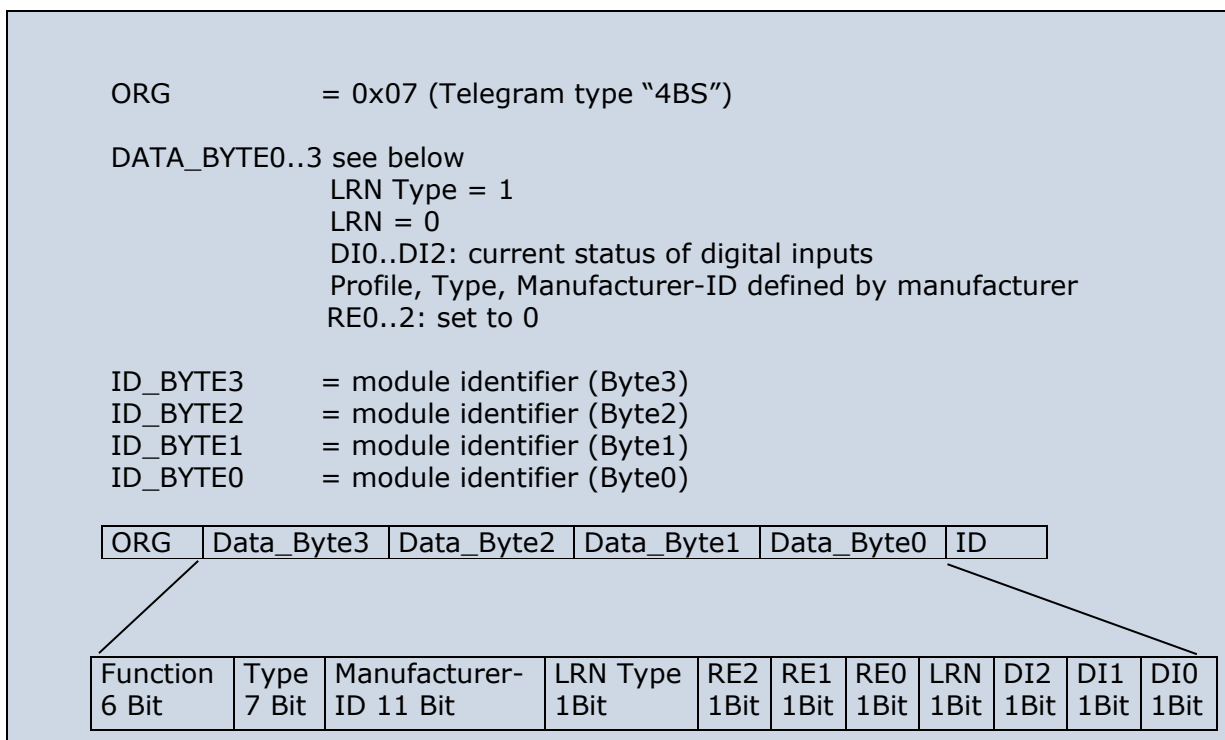 ORG = 0x07 (Telegram type “4BS”)
DATA_BYTE0..3 see below
LRN Type = 1
LRN = 0
DI0..DI2: current status of digital inputs
Profile, Type, Manufacturer-ID defined by manufacturer
RE0..2: set to 0
ID_BYTE3 = module identifier (Byte3)
ID_BYTE2 = module identifier (Byte2)
ID_BYTE1 = module identifier (Byte1)
ID_BYTE0 = module identifier (Byte0)
ORG Data_Byte3 Data_Byte2 Data_Byte1 Data_Byte0 ID
Function Type Manufacturer- LRN Type RE2 RE1 RE0 LRN DI2 DI1 DI0
6 Bit 7 Bit ID 11 Bit 1Bit 1Bit 1Bit 1Bit 1Bit 1Bit 1Bit 1Bit